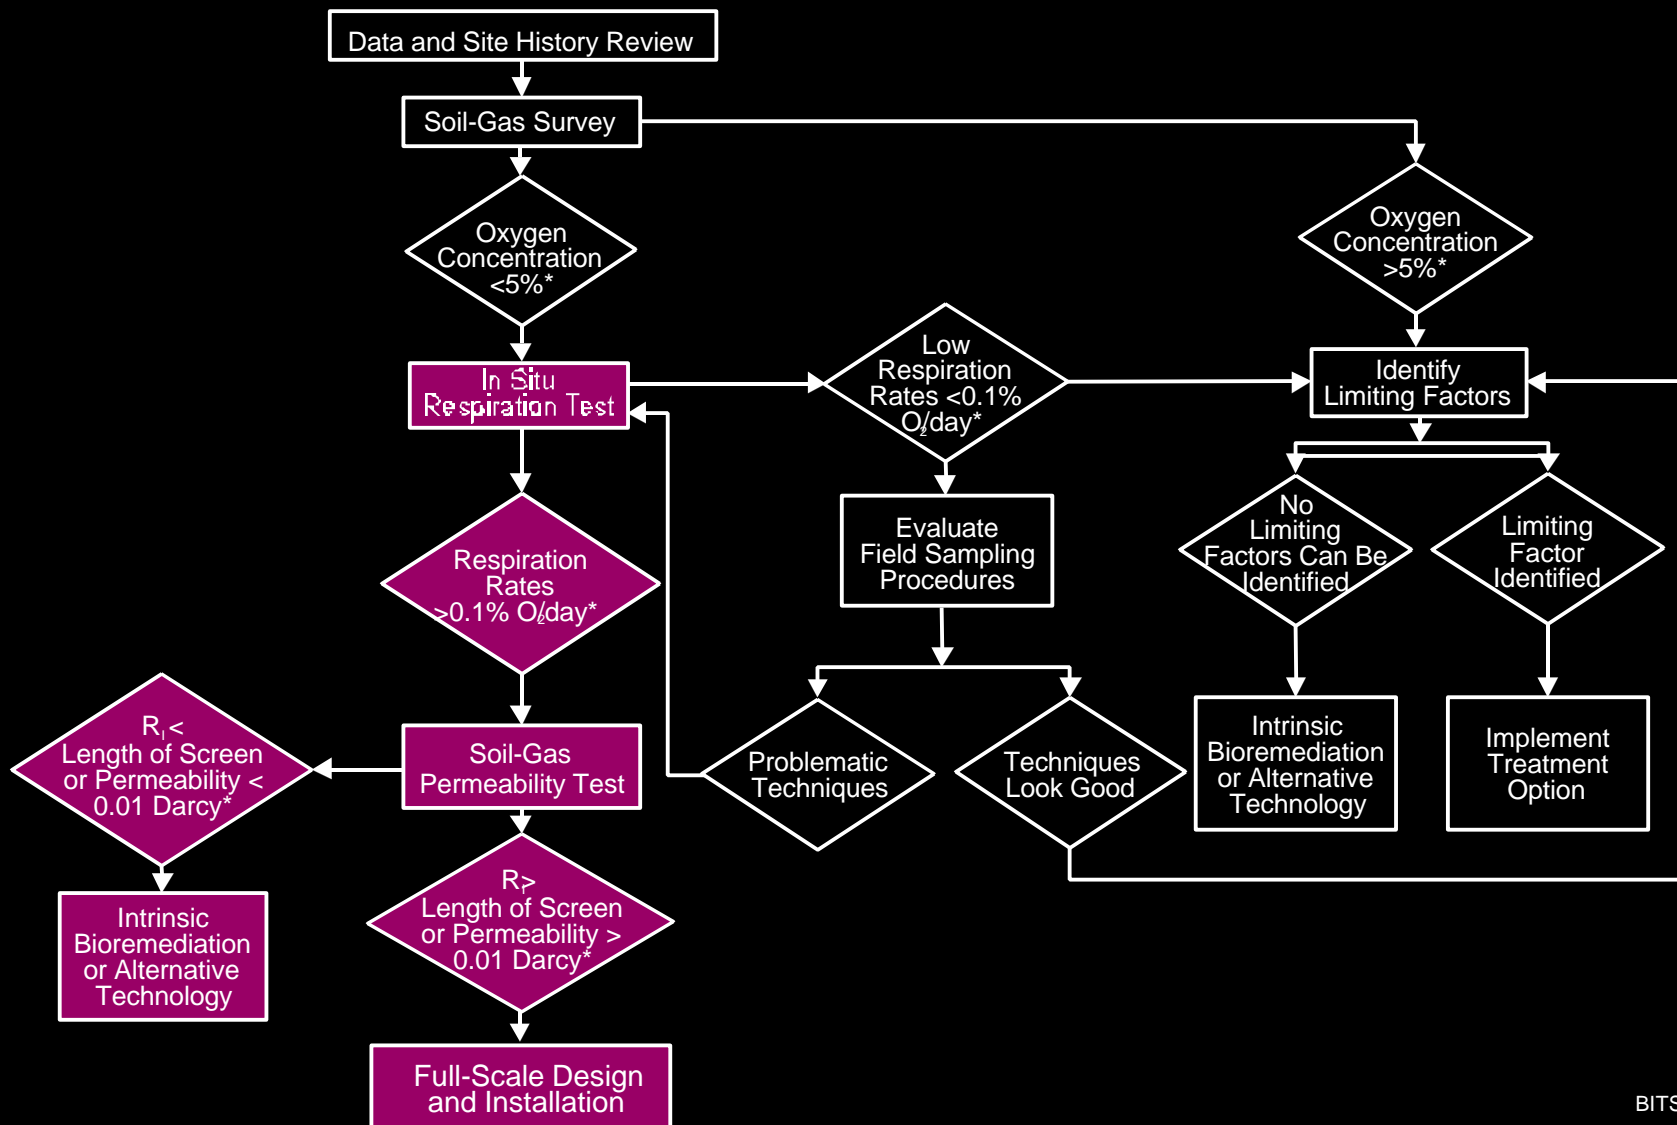 Data and Site History Review
Soil-Gas Survey
Oxygen
Concentration
<5%*
Oxygen
Concentration
>5%*
In Situ
Respiration Test
Low
Respiration
Rates <0.1%
O₂/day*
Identify
Limiting Factors
Respiration
Rates
>0.1% O₂/day*
Evaluate
Field Sampling
Procedures
No
Limiting
Factors Can Be
Identified
Limiting
Factor
Identified
R₁ <
Length of Screen
or Permeability <
0.01 Darcy*
Soil-Gas
Permeability Test
Problematic
Techniques
Techniques
Look Good
Intrinsic
Bioremediation
or Alternative
Technology
Implement
Treatment
Option
Intrinsic
Bioremediation
or Alternative
Technology
R₁>
Length of Screen
or Permeability >
0.01 Darcy*
Full-Scale Design
and Installation
BITS